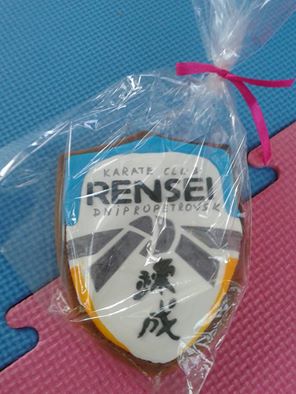 KARATE CLUB
RENSEI
DNIPROPETROVSK
錬
成